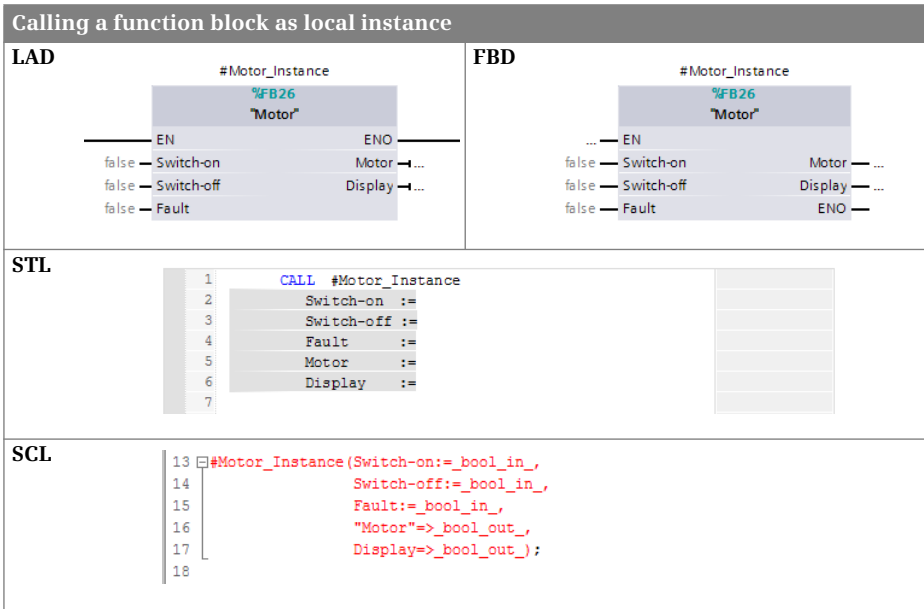 Calling a function block as local instance
LAD
#Motor_Instance
%FB26
"Motor"
EN ENO
false Switch-on Motor ...
false Switch-off Display ...
false Fault
FBD
#Motor_Instance
%FB26
"Motor"
... EN
false Switch-on Motor ...
false Switch-off Display ...
false Fault ENO
STL
1 CALL #Motor_Instance
2 Switch-on :=
3 Switch-off :=
4 Fault :=
5 Motor :=
6 Display :=
7
SCL
13 #Motor_Instance(Switch-on:=_bool_in_,
14 Switch-off:=_bool_in_,
15 Fault:=_bool_in_,
16 "Motor"=>_bool_out_,
17 Display=>_bool_out_);
18